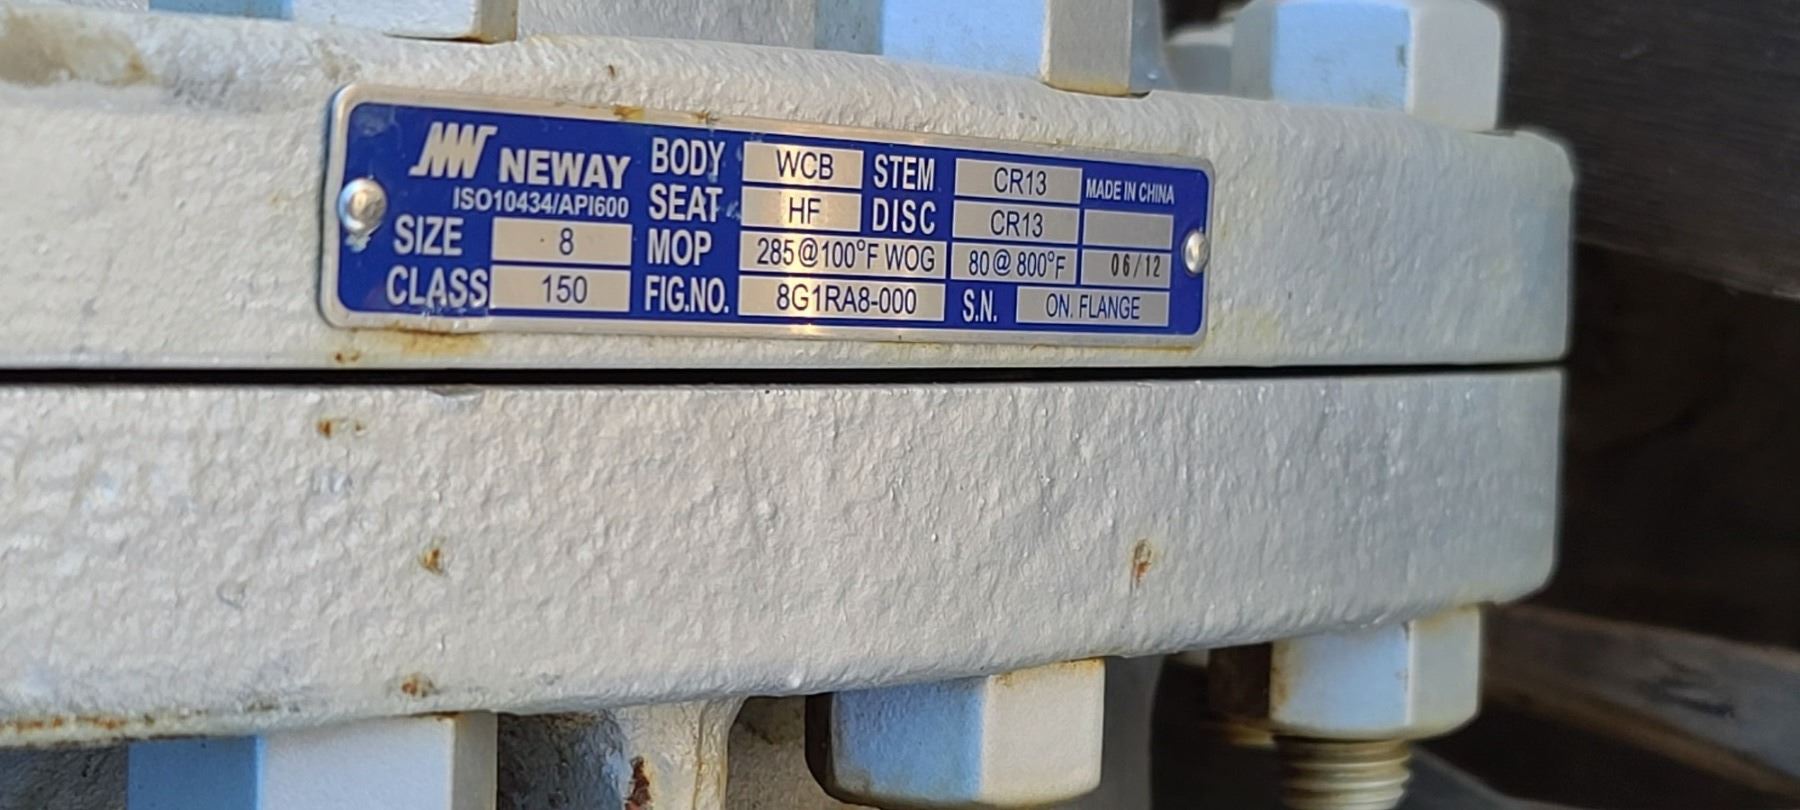 NEWAY BODY WCB STEM CR13 MADE IN CHINA
ISO10434/API600 SEAT HF DISC CR13
SIZE 8 MOP 285@100°F WOG 80@800°F 06/12
CLASS 150 FIG.NO. 8G1RA8-000 S.N. ON. FLANGE